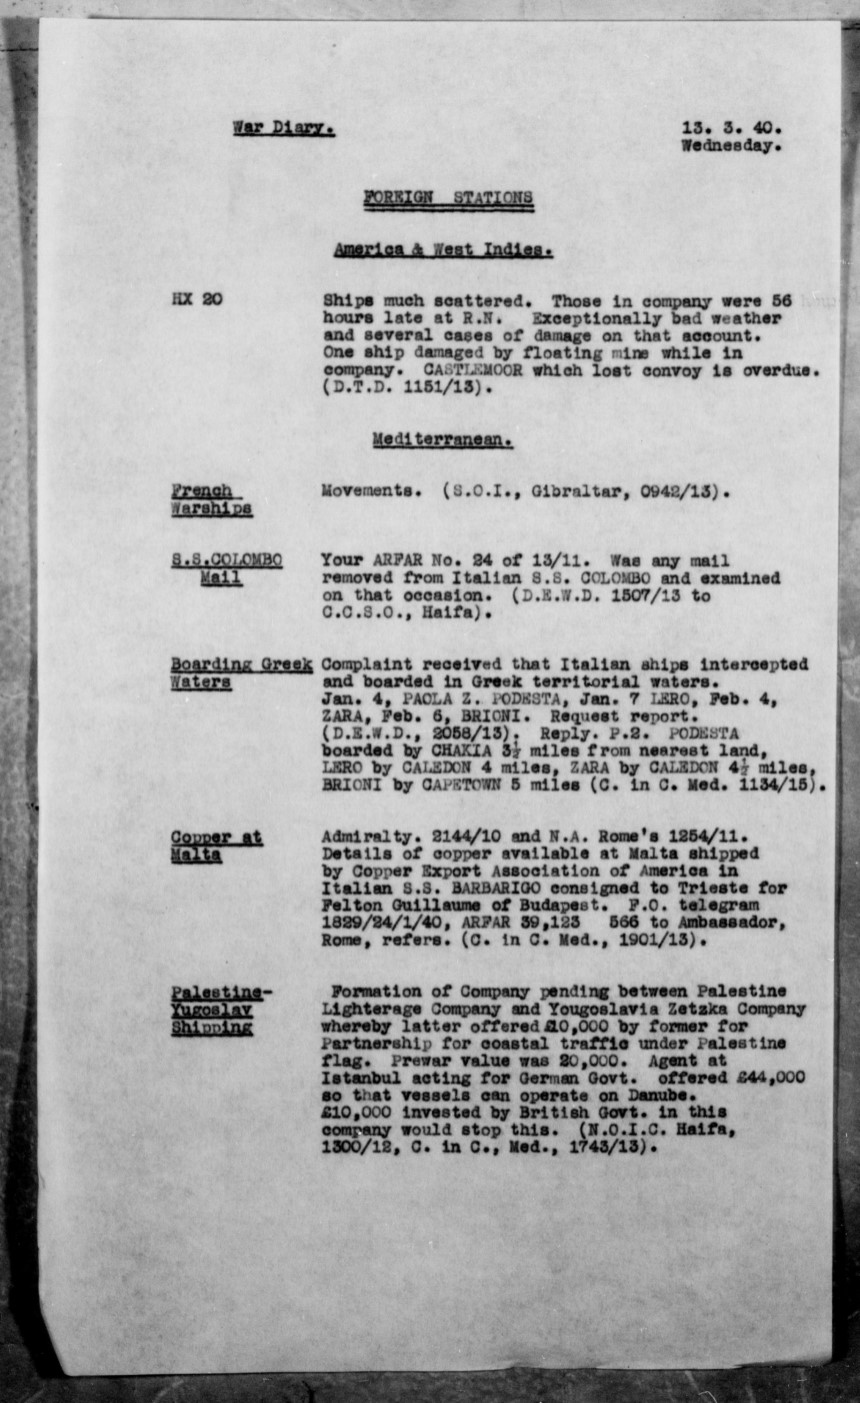 War Diary. 13. 3. 40.
Wednesday.
FOREIGN STATIONS
America & West Indies.
HX 20 Ships much scattered. Those in company were 56
hours late at R.N. Exceptionally bad weather
and several cases of damage on that account.
One ship damaged by floating mine while in
company. CASTLEMOOR which lost convoy is overdue.
(D.T.D. 1151/13).
Mediterranean.
French Movements. (S.O.I., Gibraltar, 0942/13).
Warships
S.S.COLOMBO Your ARFAR No. 24 of 13/11. Was any mail
Mail removed from Italian S.S. COLOMBO and examined
on that occasion. (D.E.W.D. 1507/13 to
C.C.S.O., Haifa).
Boarding Greek Complaint received that Italian ships intercepted
Waters and boarded in Greek territorial waters.
Jan. 4, PAOLA Z. PODESTA, Jan. 7 LERO, Feb. 4,
ZARA, Feb. 6, BRIONI. Request report.
(D.E.W.D., 2058/13). Reply. P.2. PODESTA
boarded by CHAKLA 3½ miles from nearest land,
LERO by CALEDON 4 miles, ZARA by CALEDON 4½ miles,
BRIONI by CAPETOWN 5 miles (C. in C. Med. 1134/15).
Copper at Admiralty. 2144/10 and N.A. Rome's 1254/11.
Malta Details of copper available at Malta shipped
by Copper Export Association of America in
Italian S.S. BARBARIGO consigned to Trieste for
Felton Guillaume of Budapest. F.O. telegram
1829/24/1/40, ARFAR 39,123 566 to Ambassador,
Rome, refers. (C. in C. Med., 1901/13).
Palestine- Formation of Company pending between Palestine
Yugoslav Lighterage Company and Yougoslavia Zetska Company
Shipping whereby latter offered £10,000 by former for
Partnership for coastal traffic under Palestine
flag. Prewar value was 20,000. Agent at
Istanbul acting for German Govt. offered £44,000
so that vessels can operate on Danube.
£10,000 invested by British Govt. in this
company would stop this. (N.O.I.C. Haifa,
1300/12, C. in C., Med., 1743/13).